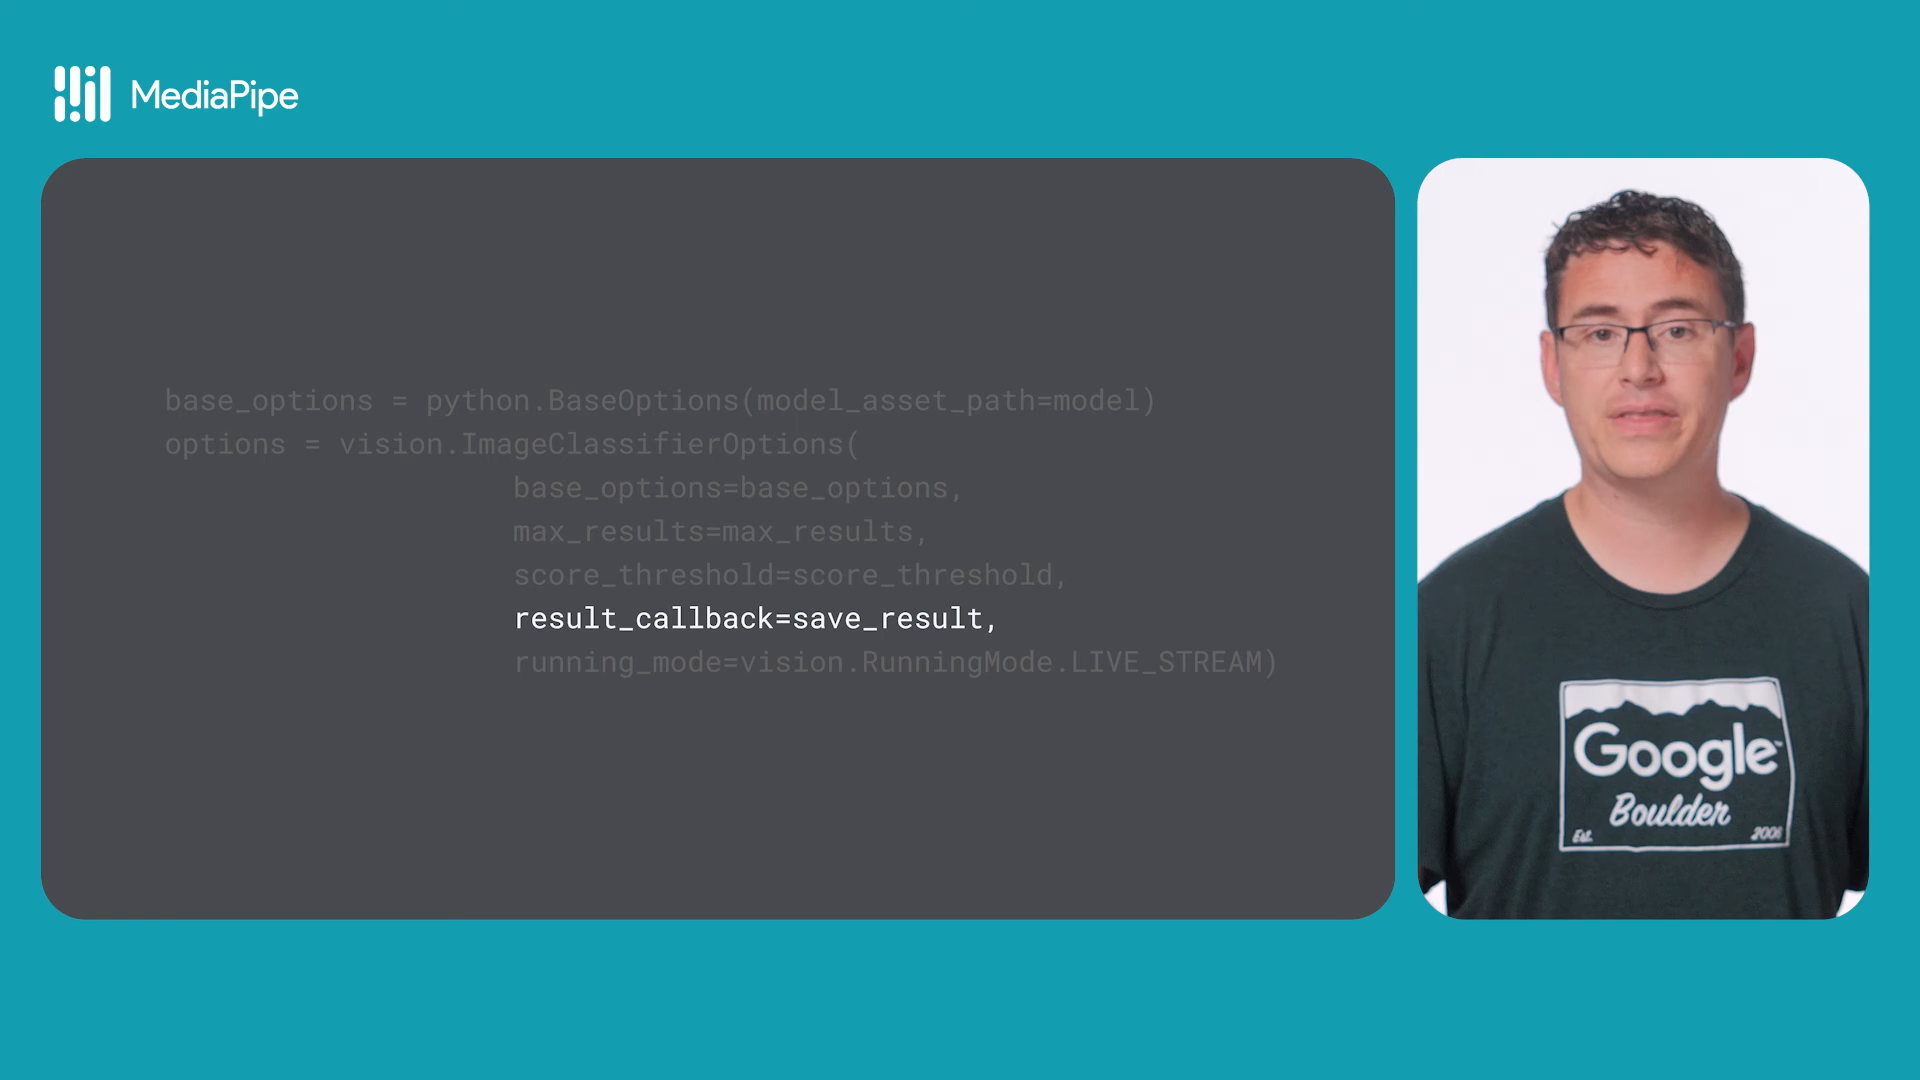 MediaPipe
base_options = python.BaseOptions(model_asset_path=model)
options = vision.ImageClassifierOptions(
base_options=base_options,
max_results=max_results,
score_threshold=score_threshold,
result_callback=save_result,
running_mode=vision.RunningMode.LIVE_STREAM)
Google™
Boulder
Est. 2006